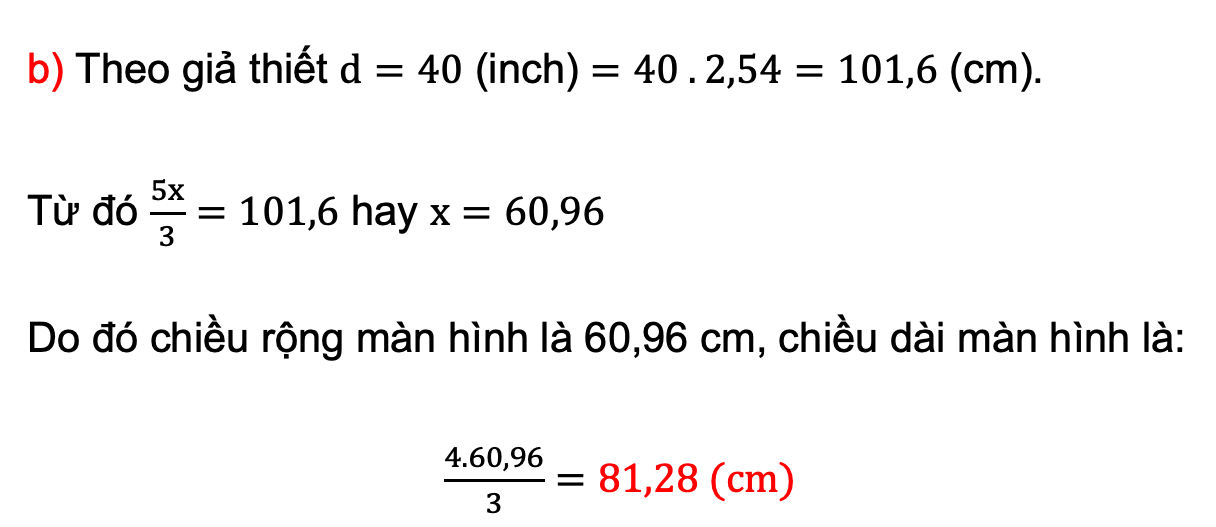 b) Theo giả thiết d = 40 (inch) = 40 . 2,54 = 101,6 (cm).
Từ đó 5x/3 = 101,6 hay x = 60,96
Do đó chiều rộng màn hình là 60,96 cm, chiều dài màn hình là:
4.60,96/3 = 81,28 (cm)